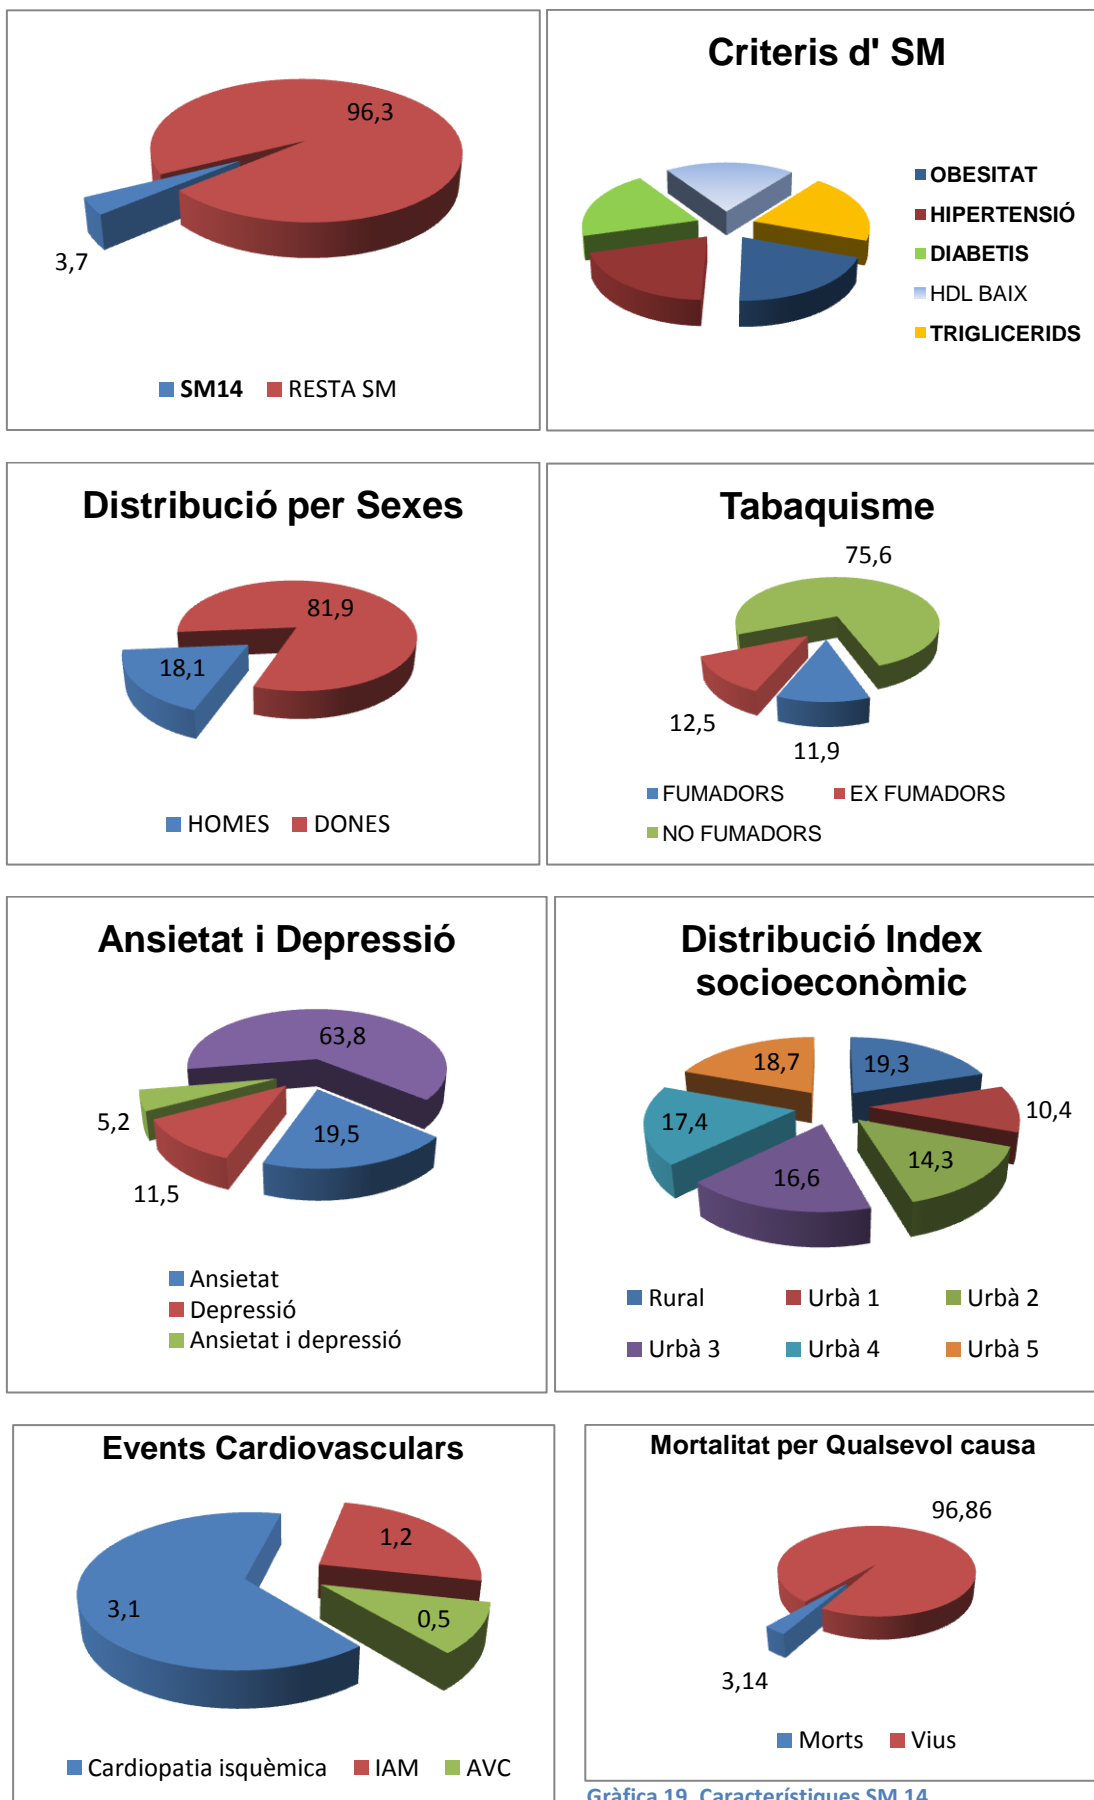 96,3
3,7
SM14 RESTA SM
Criteris d' SM
OBESITAT
HIPERTENSIÓ
DIABETIS
HDL BAIX
TRIGLICERIDS
Distribució per Sexes
81,9
18,1
HOMES DONES
Tabaquisme
75,6
12,5
11,9
FUMADORS EX FUMADORS
NO FUMADORS
Ansietat i Depressió
63,8
5,2
19,5
11,5
Ansietat
Depressió
Ansietat i depressió
Distribució Index
socioeconòmic
18,7 19,3
10,4
17,4
14,3
16,6
Rural Urbà 1 Urbà 2
Urbà 3 Urbà 4 Urbà 5
Events Cardiovasculars
1,2
3,1
0,5
Cardiopatia isquèmica IAM AVC
Mortalitat per Qualsevol causa
96,86
3,14
Morts Vius
Gràfica 19. Característiques SM 14